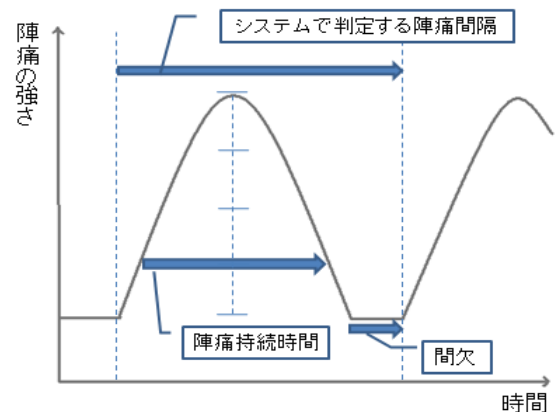 システムで判定する陣痛間隔
陣痛の強さ
陣痛持続時間
間欠
時間